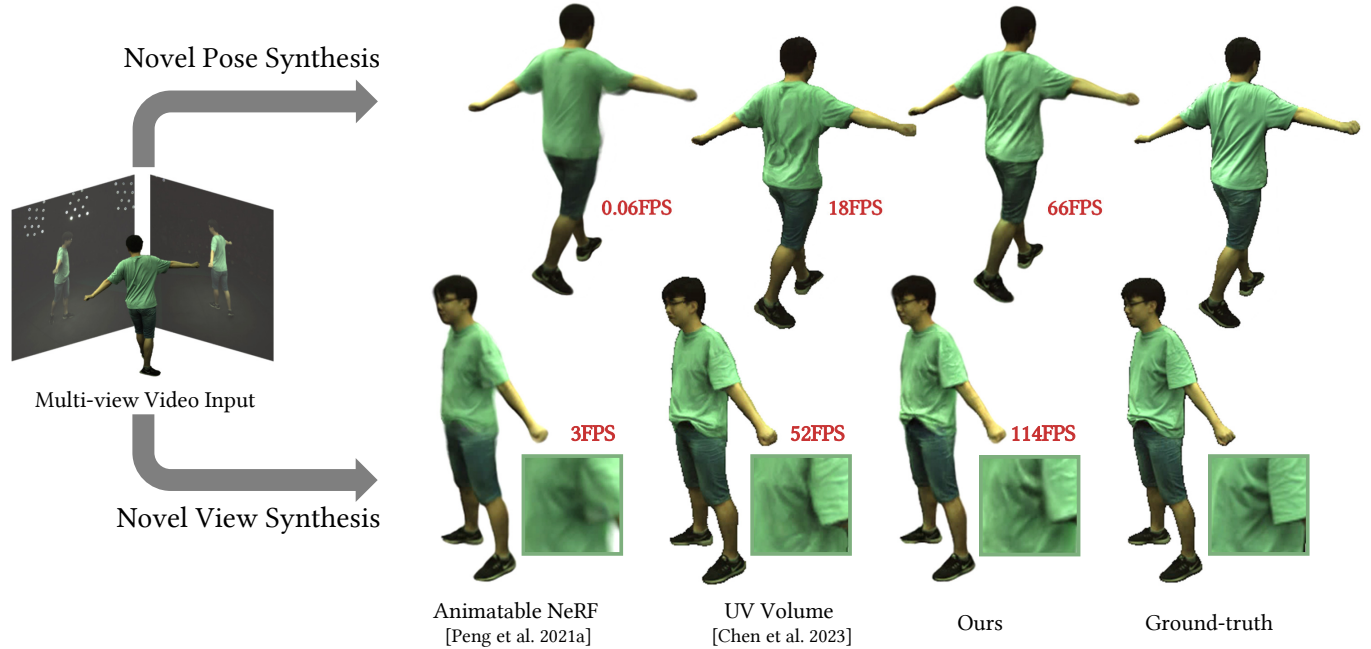 Novel Pose Synthesis
0.06FPS
18FPS
66FPS
Multi-view Video Input
3FPS
52FPS
114FPS
Novel View Synthesis
Animatable NeRF
[Peng et al. 2021a]
UV Volume
[Chen et al. 2023]
Ours
Ground-truth